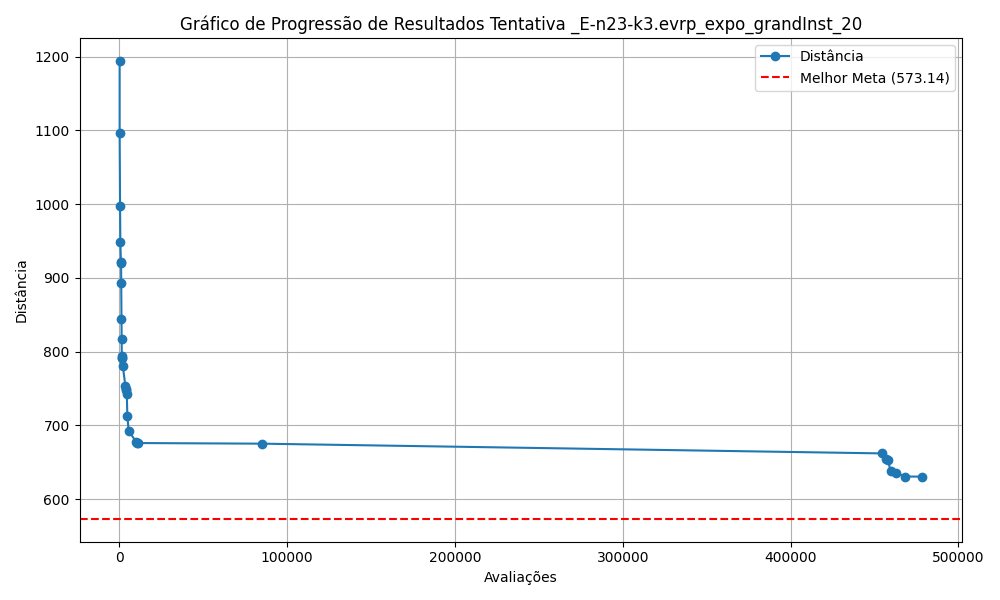 Gráfico de Progressão de Resultados Tentativa _E-n23-k3.evrp_expo_grandInst_20
Distância
Melhor Meta (573.14)
1200
1100
1000
900
800
700
600
Distância
0
100000
200000
300000
400000
500000
Avaliações